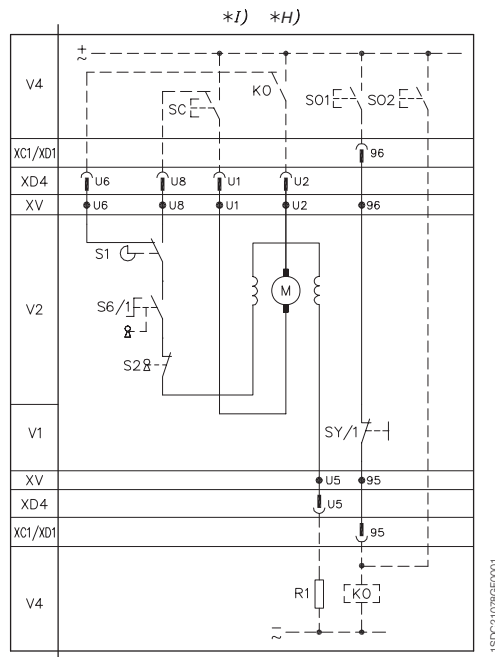 *I) *H)
+
~
V4
KO
SC
SO1
SO2
XC1/XD1
96
XD4
U6
U8
U1
U2
XV
U6
U8
U1
U2
96
S1
V2
M
S6/1
S2
V1
SY/1
XV
U5
95
XD4
U5
XC1/XD1
95
V4
R1
KO
~
1SDC21078GF0001